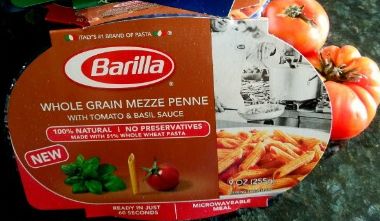 ITALY'S #1 BRAND OF PASTA
Barilla
WHOLE GRAIN MEZZE PENNE
WITH TOMATO & BASIL SAUCE
100% NATURAL | NO PRESERVATIVES
MADE WITH 51% WHOLE WHEAT PASTA
NEW
9 OZ (255g)
READY IN JUST
60 SECONDS
MICROWAVEABLE
MEAL